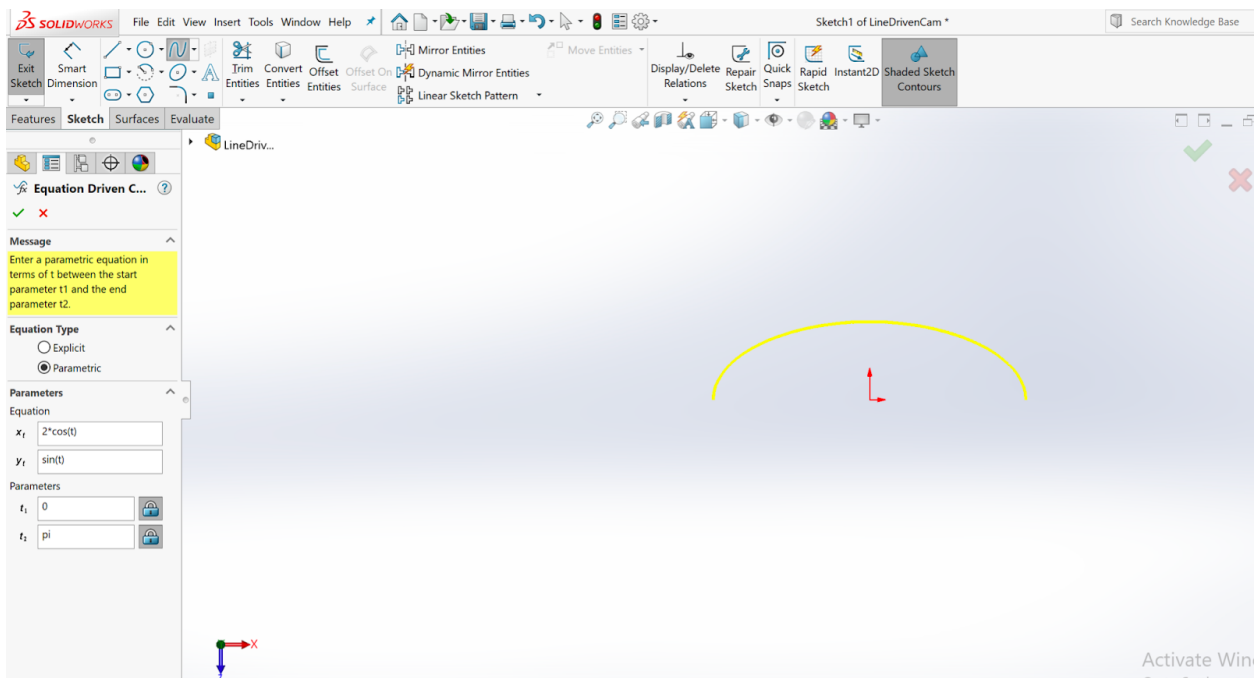 SOLIDWORKS File Edit View Insert Tools Window Help Sketch1 of LineDrivenCam * Search Knowledge Base
Exit Sketch
Smart Dimension
Trim Entities
Convert Entities
Offset Entities
Offset On Surface
Mirror Entities
Dynamic Mirror Entities
Linear Sketch Pattern
Move Entities
Display/Delete Relations
Repair Sketch
Quick Snaps
Rapid Sketch
Instant2D
Shaded Sketch Contours
Features Sketch Surfaces Evaluate
LineDriv...
Equation Driven C...
Message
Enter a parametric equation in
terms of t between the start
parameter t1 and the end
parameter t2.
Equation Type
Explicit
Parametric
Parameters
Equation
xt 2*cos(t)
yt sin(t)
Parameters
t1 0
t2 pi
X
Activate Win